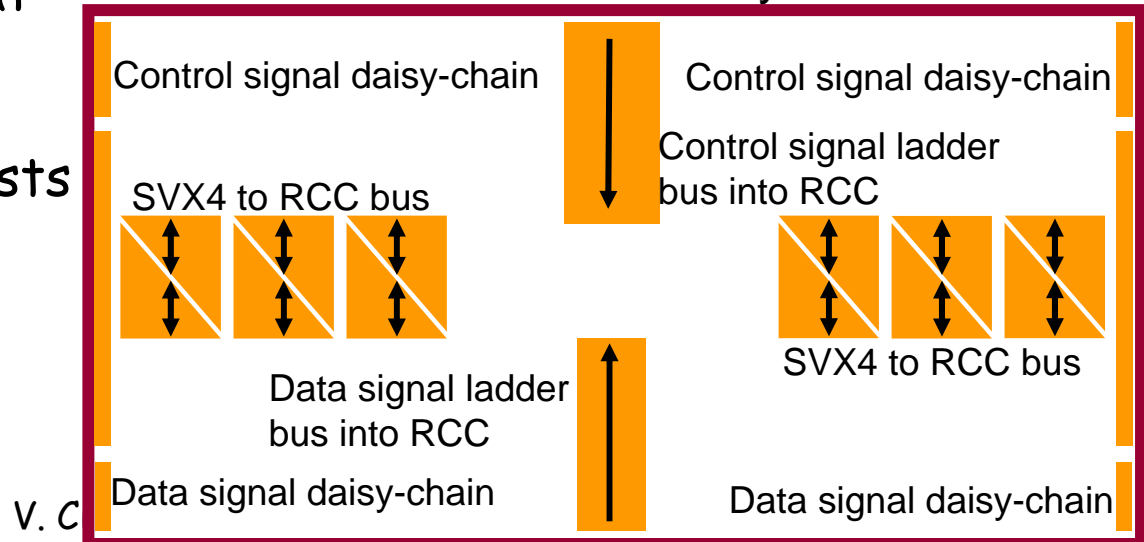 Control signal daisy-chain
Control signal daisy-chain
Control signal ladder
bus into RCC
sts
SVX4 to RCC bus
SVX4 to RCC bus
Data signal ladder
bus into RCC
Data signal daisy-chain
Data signal daisy-chain
V. C